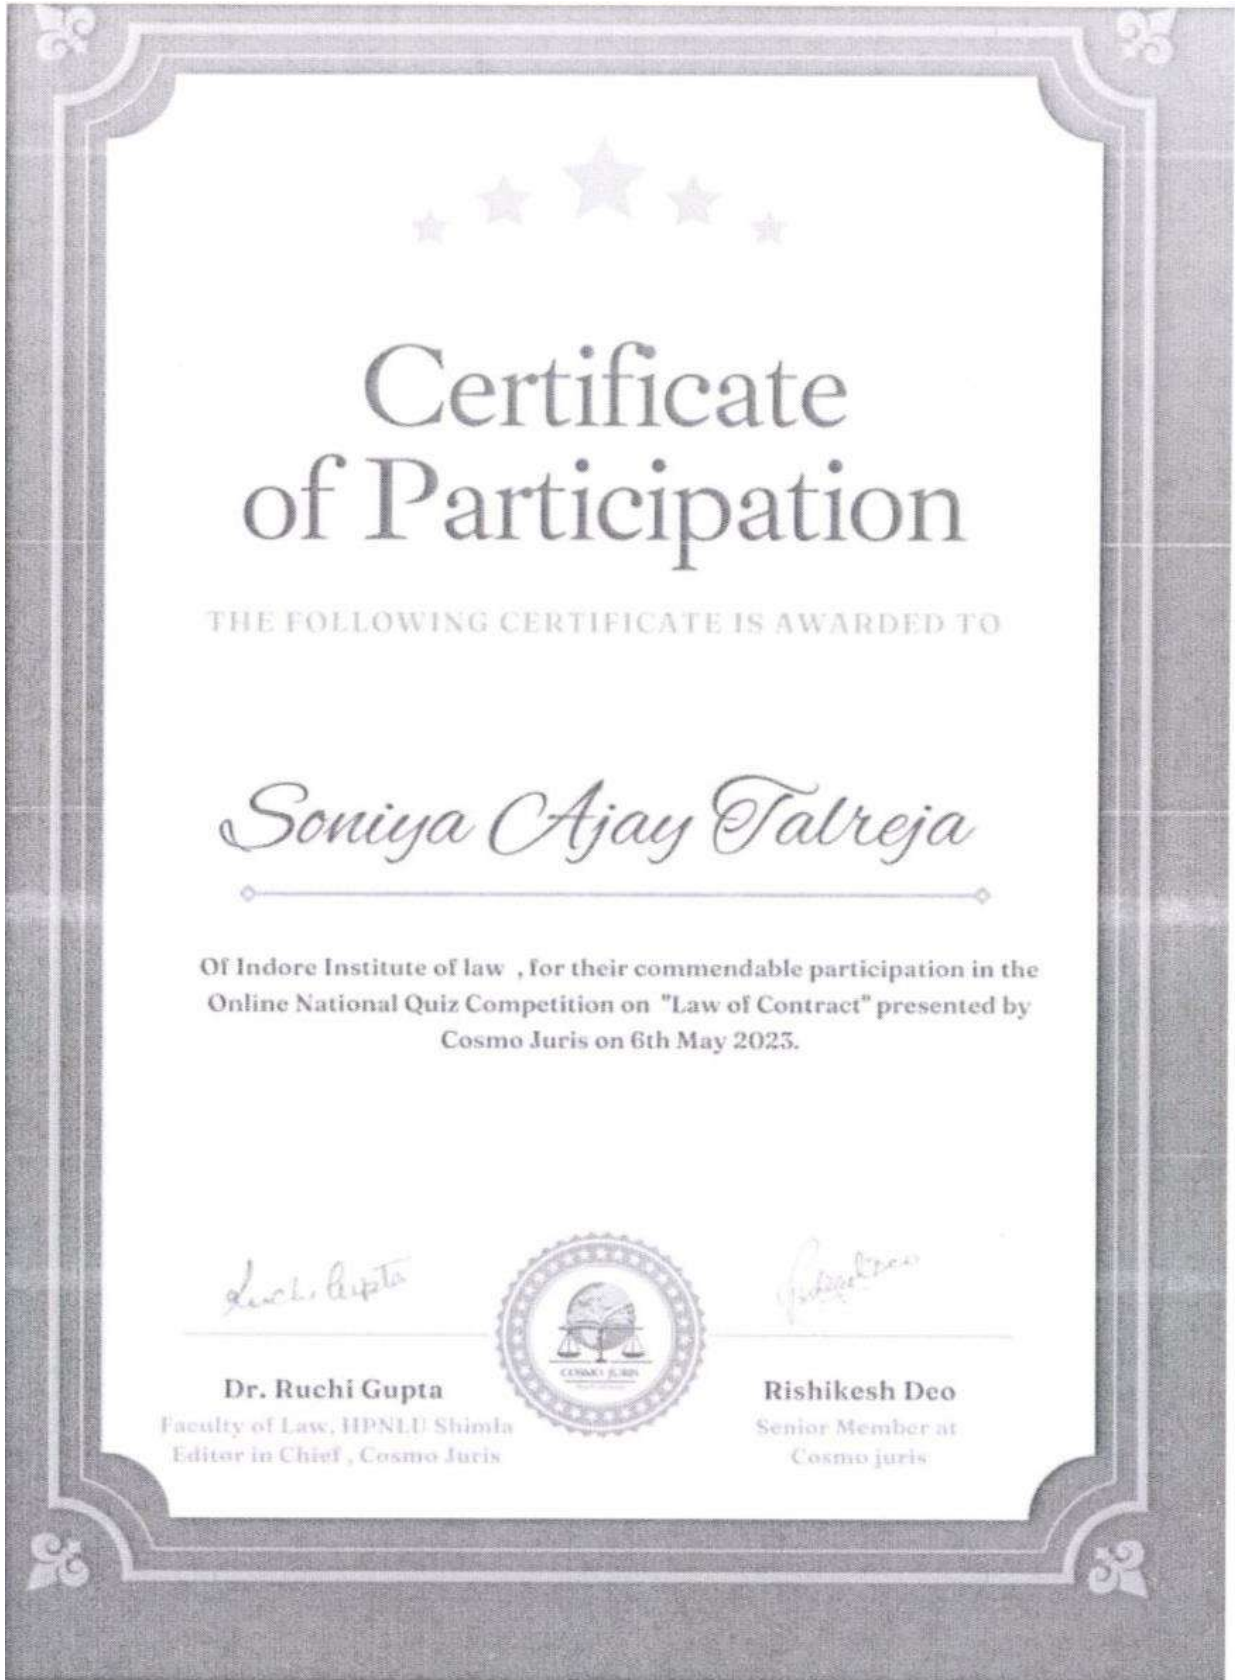 Certificate
of Participation
THE FOLLOWING CERTIFICATE IS AWARDED TO
Soniya Ajay Talreja
Of Indore Institute of law , for their commendable participation in the
Online National Quiz Competition on "Law of Contract" presented by
Cosmo Juris on 6th May 2023.
Ruchi Gupta
COSMO JURIS
Dr. Ruchi Gupta
Faculty of Law, HPNLU Shimla
Editor in Chief , Cosmo Juris
Rishikesh Deo
Senior Member at
Cosmo juris